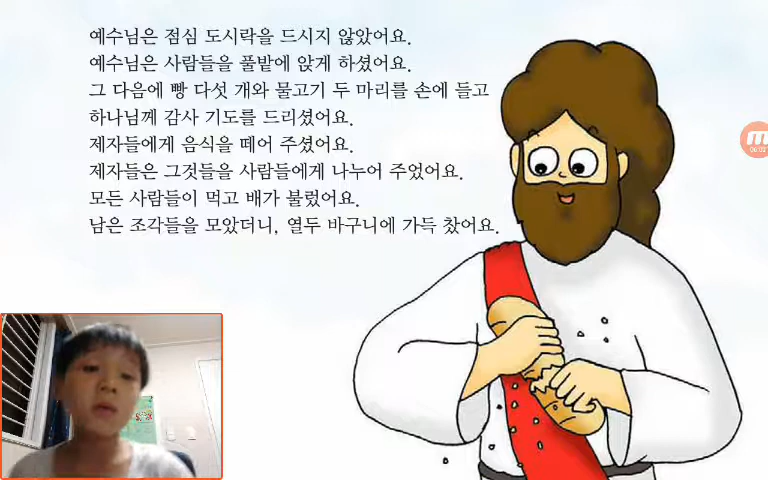 예수님은 점심 도시락을 드시지 않았어요.
예수님은 사람들을 풀밭에 앉게 하셨어요.
그 다음에 빵 다섯 개와 물고기 두 마리를 손에 들고
하나님께 감사 기도를 드리셨어요.
제자들에게 음식을 떼어 주셨어요.
제자들은 그것들을 사람들에게 나누어 주었어요.
모든 사람들이 먹고 배가 불렀어요.
남은 조각들을 모았더니, 열두 바구니에 가득 찼어요.